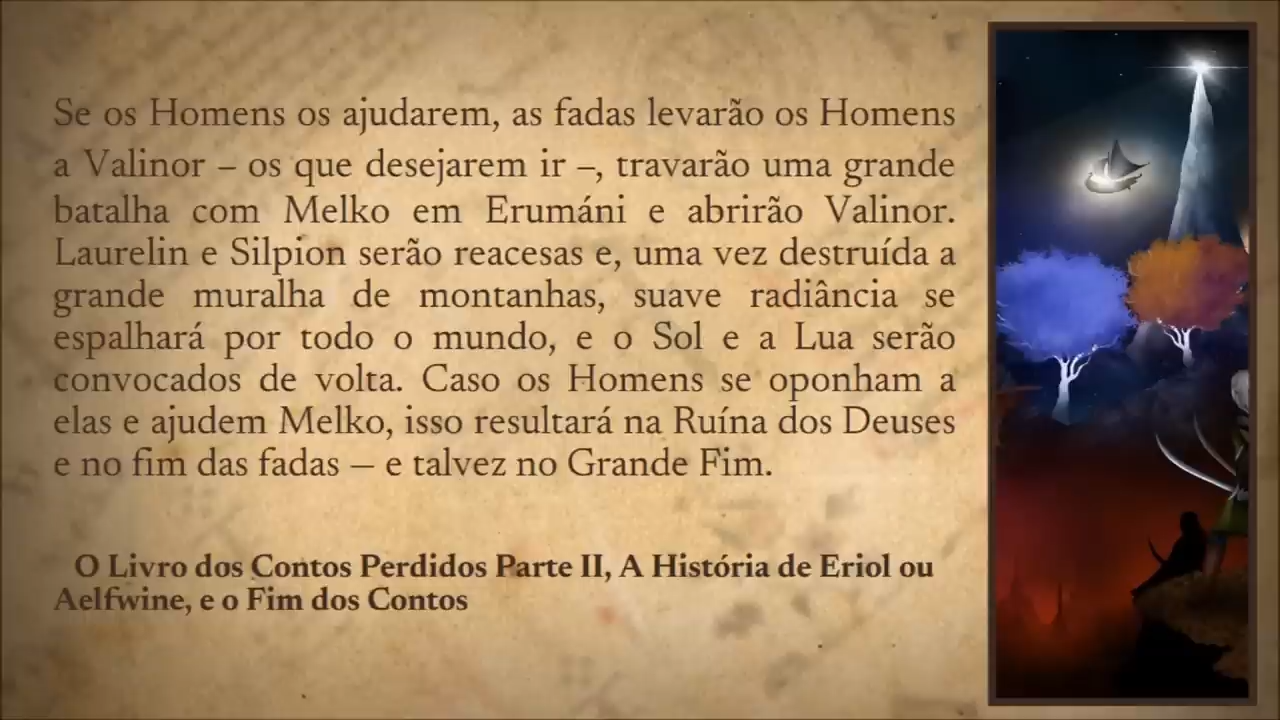 Se os Homens os ajudarem, as fadas levarão os Homens
a Valinor – os que desejarem ir –, travarão uma grande
batalha com Melko em Erumáni e abrirão Valinor.
Laurelin e Silpion serão reacesas e, uma vez destruída a
grande muralha de montanhas, suave radiância se
espalhará por todo o mundo, e o Sol e a Lua serão
convocados de volta. Caso os Homens se oponham a
elas e ajudem Melko, isso resultará na Ruína dos Deuses
e no fim das fadas — e talvez no Grande Fim.
O Livro dos Contos Perdidos Parte II, A História de Eriol ou
Aelfwine, e o Fim dos Contos